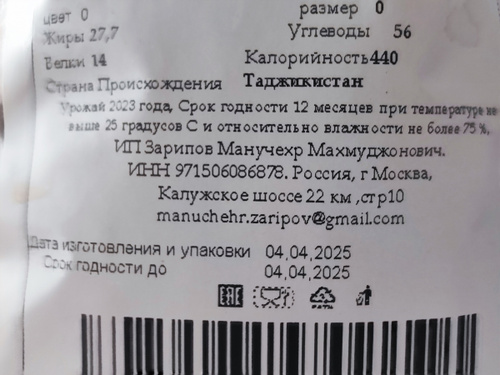 цвет 0 размер 0
Жиры 27,7 Углеводы 56
Белки 14 Калорийность 440
Страна Происхождения Таджикистан
Урожай 2023 года, Срок годности 12 месяцев при температуре не
выше 25 градусов С и относительно влажности не более 75 %,
ИП Зарипов Манучехр Махмуджонович.
ИНН 971506086878. Россия, г Москва,
Калужское шоссе 22 км ,стр10
manuchehr.zaripov@gmail.com
Дата изготовления и упаковки 04,04,2025
Срок годности до 04,04,2025
EAC